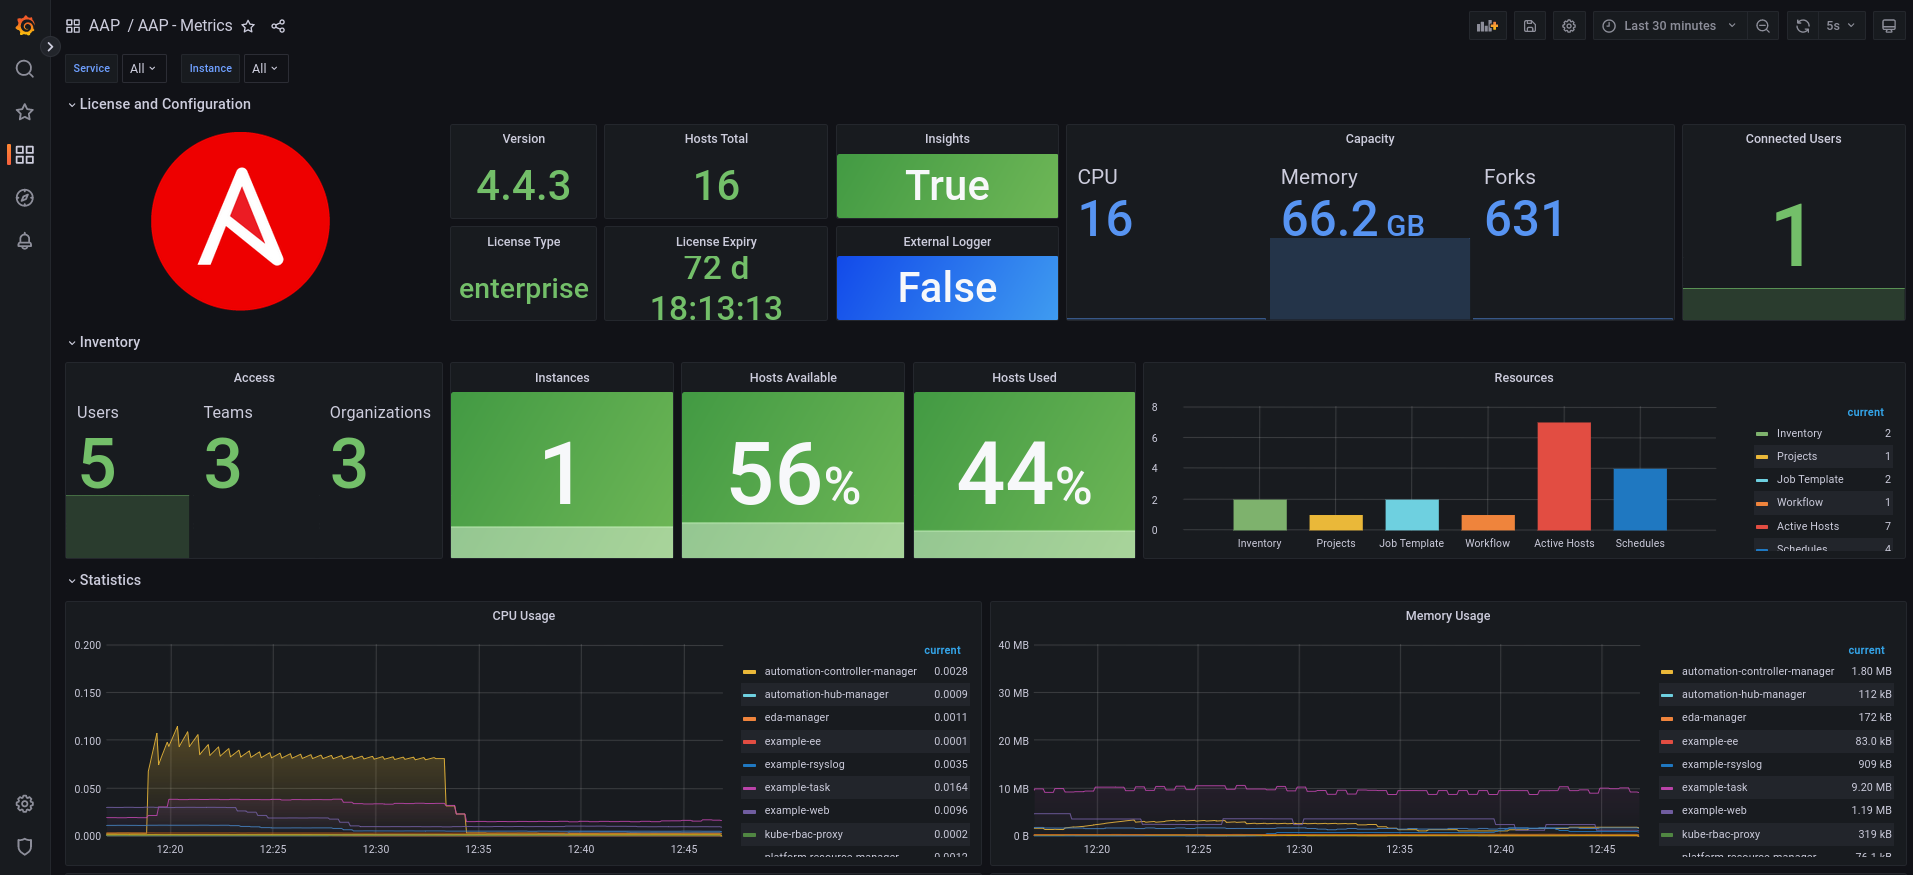 AAP / AAP - Metrics
Last 30 minutes
5s
Service All Instance All
License and Configuration
Version
4.4.3
Hosts Total
16
Insights
True
Capacity
CPU
16
Memory
66.2 GB
Forks
631
Connected Users
1
License Type
enterprise
License Expiry
72 d
18:13:13
External Logger
False
Inventory
Access
Users
5
Teams
3
Organizations
3
Instances
1
Hosts Available
56%
Hosts Used
44%
Resources
8
6
4
2
0
Inventory
Projects
Job Template
Workflow
Active Hosts
Schedules
current
Inventory 2
Projects 1
Job Template 2
Workflow 1
Active Hosts 7
Schedules 4
Statistics
CPU Usage
0.200
0.150
0.100
0.050
0.000
12:20
12:25
12:30
12:35
12:40
12:45
current
automation-controller-manager 0.0028
automation-hub-manager 0.0009
eda-manager 0.0011
example-ee 0.0001
example-rsyslog 0.0035
example-task 0.0164
example-web 0.0096
kube-rbac-proxy 0.0002
platform-resource-manager 0.0012
Memory Usage
40 MB
30 MB
20 MB
10 MB
0 B
12:20
12:25
12:30
12:35
12:40
12:45
current
automation-controller-manager 1.80 MB
automation-hub-manager 112 kB
eda-manager 172 kB
example-ee 83.0 kB
example-rsyslog 909 kB
example-task 9.20 MB
example-web 1.19 MB
kube-rbac-proxy 319 kB
platform-resource-manager 76.1 kB